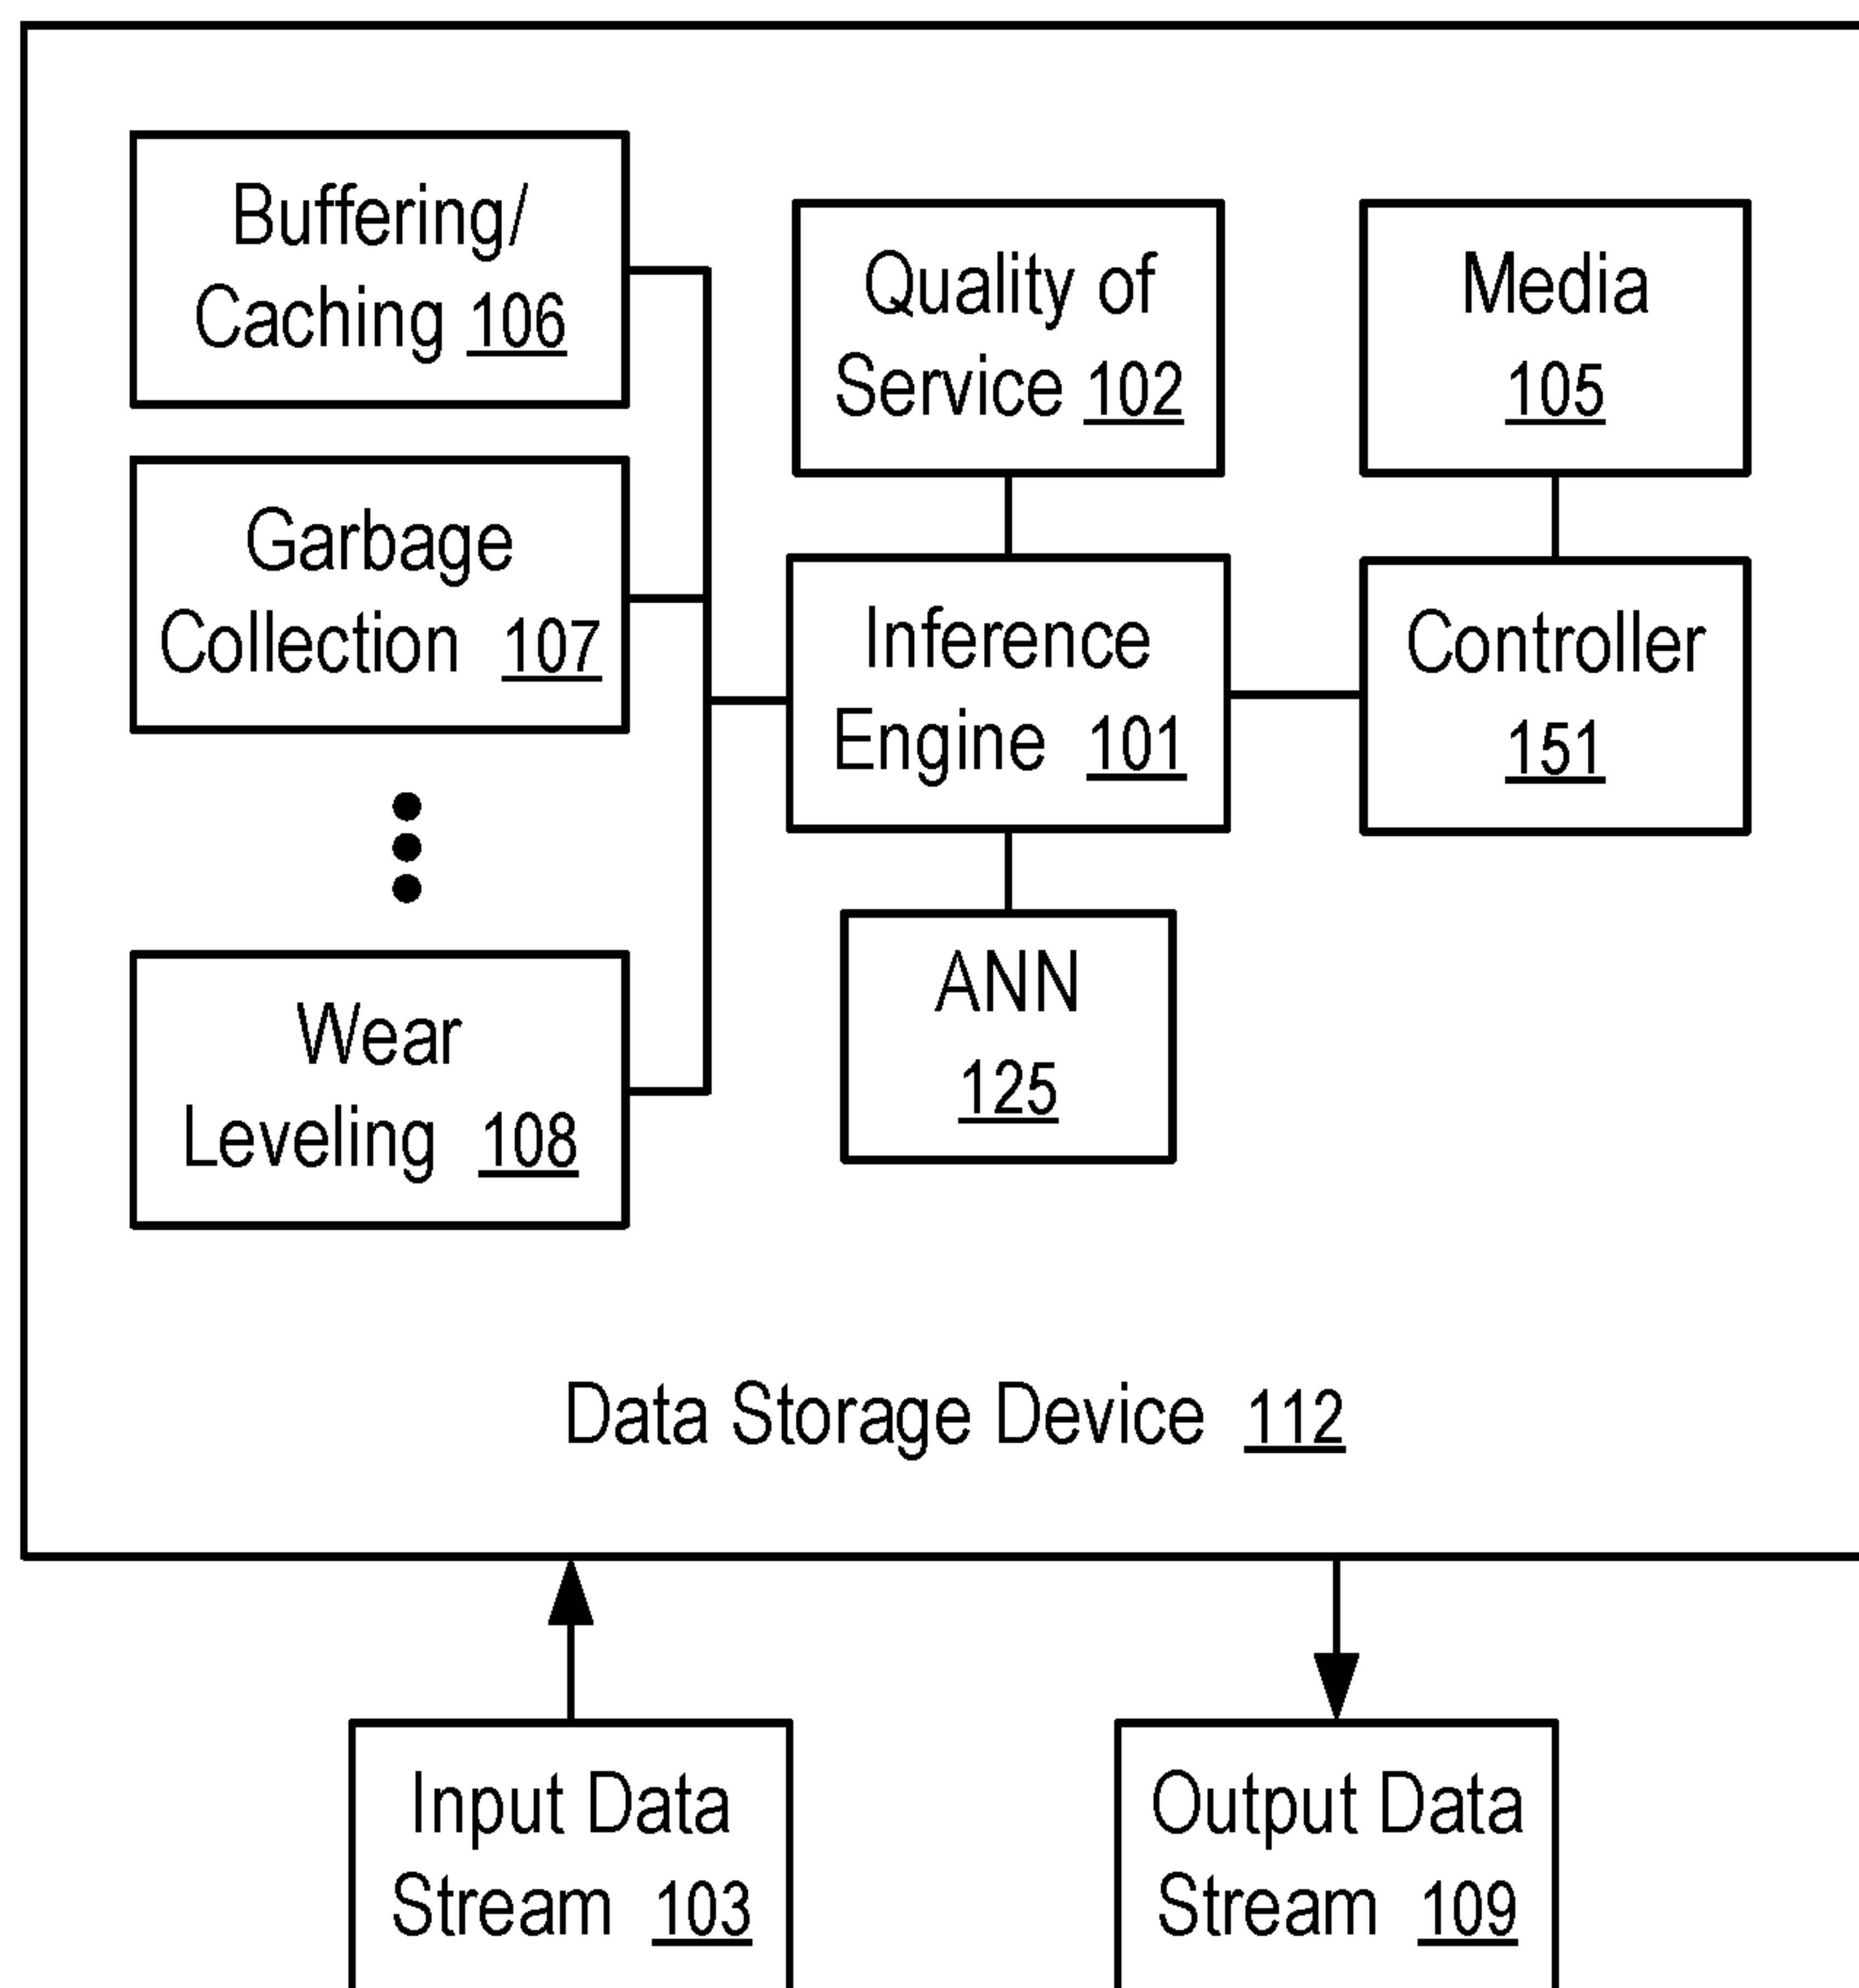 Buffering/
Caching 106
Quality of
Service 102
Media
105
Garbage
Collection 107
Inference
Engine 101
Controller
151
Wear
Leveling 108
ANN
125
Data Storage Device 112
Input Data
Stream 103
Output Data
Stream 109